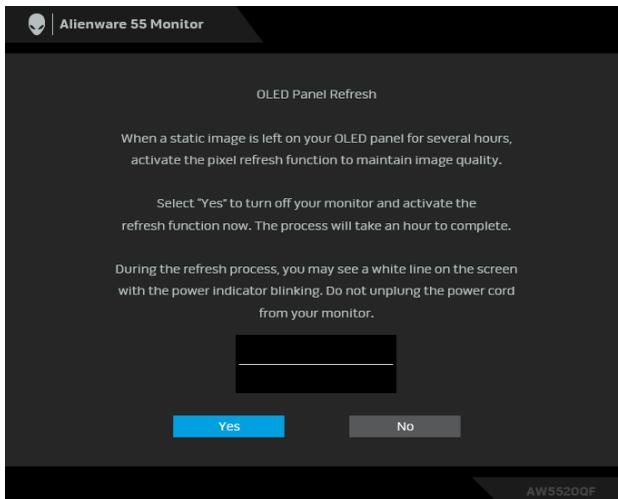 Alienware 55 Monitor
OLED Panel Refresh
When a static image is left on your OLED panel for several hours,
activate the pixel refresh function to maintain image quality.
Select "Yes" to turn off your monitor and activate the
refresh function now. The process will take an hour to complete.
During the refresh process, you may see a white line on the screen
with the power indicator blinking. Do not unplung the power cord
from your monitor.
Yes
No
AW5520QF